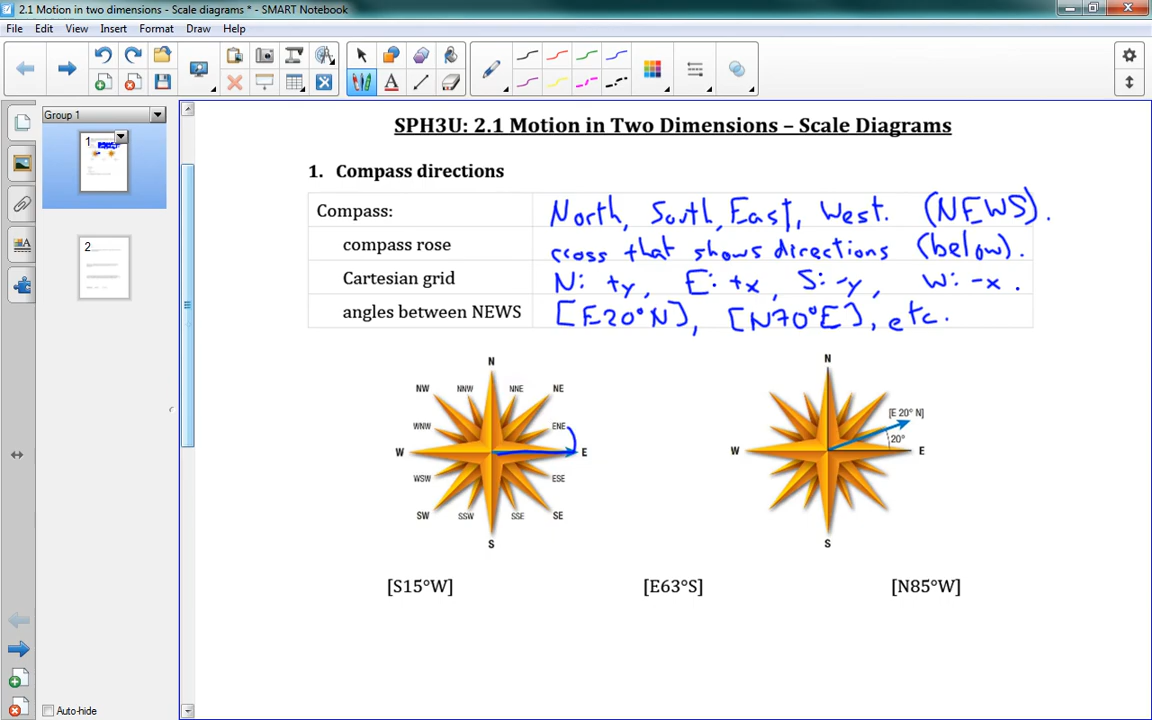 2.1 Motion in two dimensions - Scale diagrams * - SMART Notebook
File Edit View Insert Format Draw Help
Group 1
1
2
SPH3U: 2.1 Motion in Two Dimensions – Scale Diagrams
1. Compass directions
Compass: North, South, East, West. (NEWS).
compass rose cross that shows directions (below).
Cartesian grid N: +y, E: +x, S: -y, W: -x.
angles between NEWS [E20°N], [N70°E], etc.
N
NW NNW NNE NE
WNW ENE
W E
WSW ESE
SW SSW SSE SE
S
N
[E 20° N]
20°
W E
S
[S15°W] [E63°S] [N85°W]
Auto-hide